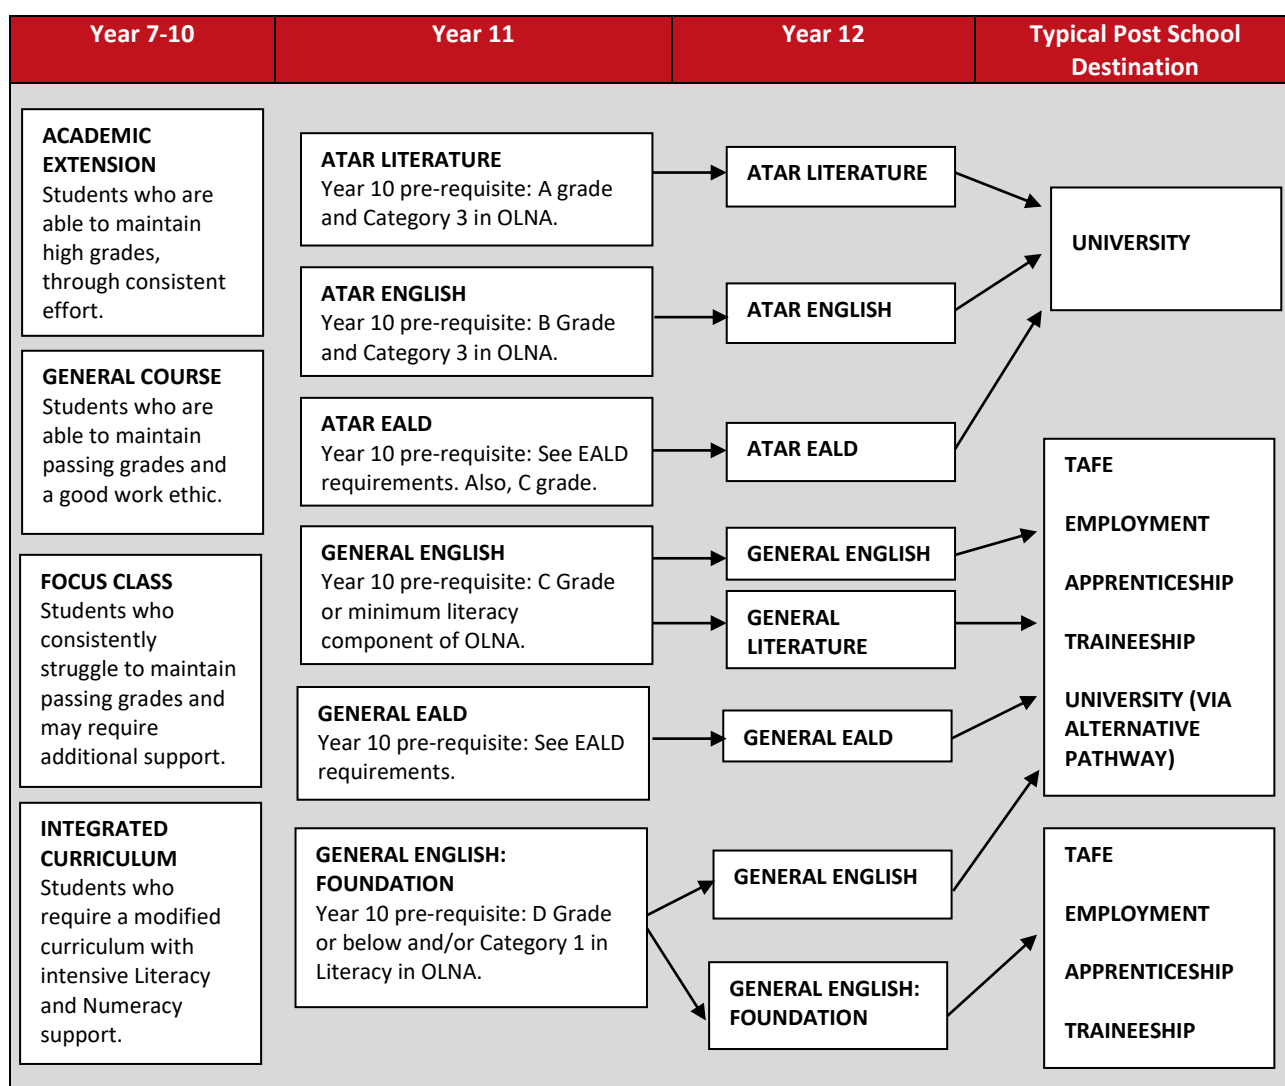 Year 7-10
Year 11
Year 12
Typical Post School
Destination
ACADEMIC
EXTENSION
Students who are
able to maintain
high grades,
through consistent
effort.
GENERAL COURSE
Students who are
able to maintain
passing grades and
a good work ethic.
FOCUS CLASS
Students who
consistently
struggle to maintain
passing grades and
may require
additional support.
INTEGRATED
CURRICULUM
Students who
require a modified
curriculum with
intensive Literacy
and Numeracy
support.
ATAR LITERATURE
Year 10 pre-requisite: A grade
and Category 3 in OLNA.
ATAR ENGLISH
Year 10 pre-requisite: B Grade
and Category 3 in OLNA.
ATAR EALD
Year 10 pre-requisite: See EALD
requirements. Also, C grade.
GENERAL ENGLISH
Year 10 pre-requisite: C Grade
or minimum literacy
component of OLNA.
GENERAL EALD
Year 10 pre-requisite: See EALD
requirements.
GENERAL ENGLISH:
FOUNDATION
Year 10 pre-requisite: D Grade
or below and/or Category 1 in
Literacy in OLNA.
ATAR LITERATURE
ATAR ENGLISH
ATAR EALD
GENERAL ENGLISH
GENERAL
LITERATURE
GENERAL EALD
GENERAL ENGLISH
GENERAL ENGLISH:
FOUNDATION
UNIVERSITY
TAFE
EMPLOYMENT
APPRENTICESHIP
TRAINEESHIP
UNIVERSITY (VIA
ALTERNATIVE
PATHWAY)
TAFE
EMPLOYMENT
APPRENTICESHIP
TRAINEESHIP